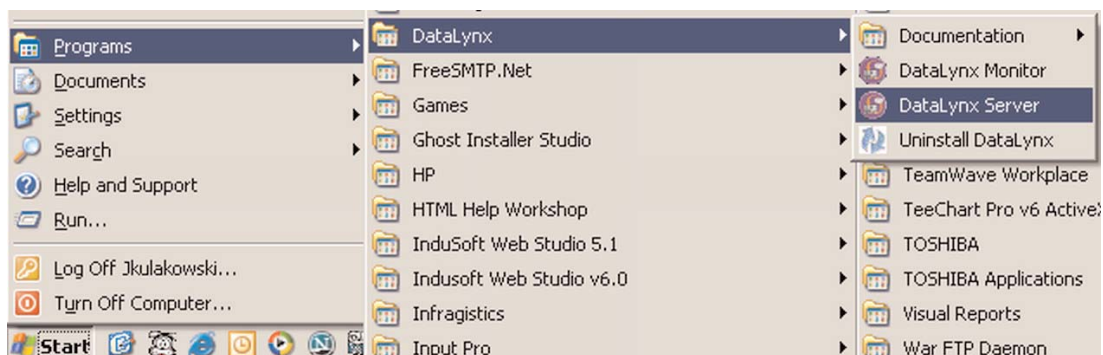 Programs
Documents
Settings
Search
Help and Support
Run...
Log Off Jkulakowski...
Turn Off Computer...
Start
DataLynx
FreeSMTP.Net
Games
Ghost Installer Studio
HP
HTML Help Workshop
InduSoft Web Studio 5.1
Indusoft Web Studio v6.0
Infragistics
Input Pro
Documentation
DataLynx Monitor
DataLynx Server
Uninstall DataLynx
TeamWave Workplace
TeeChart Pro v6 Active
TOSHIBA
TOSHIBA Applications
Visual Reports
War FTP Daemon